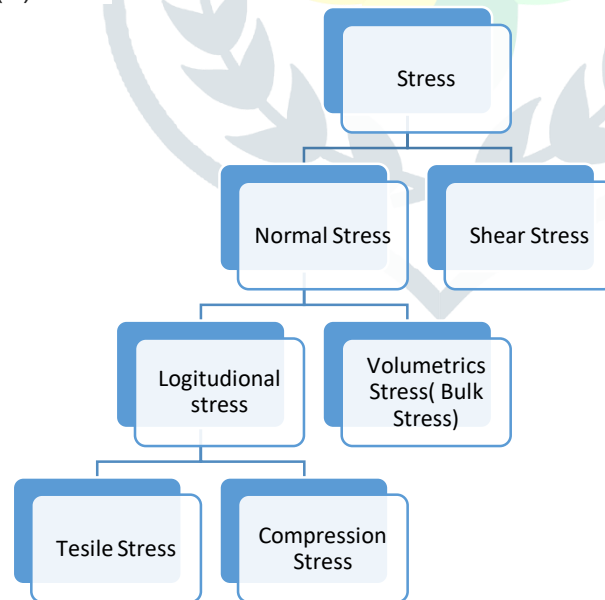 Stress
Normal Stress
Shear Stress
Logitudional
stress
Volumetrics
Stress( Bulk
Stress)
Tesile Stress
Compression
Stress